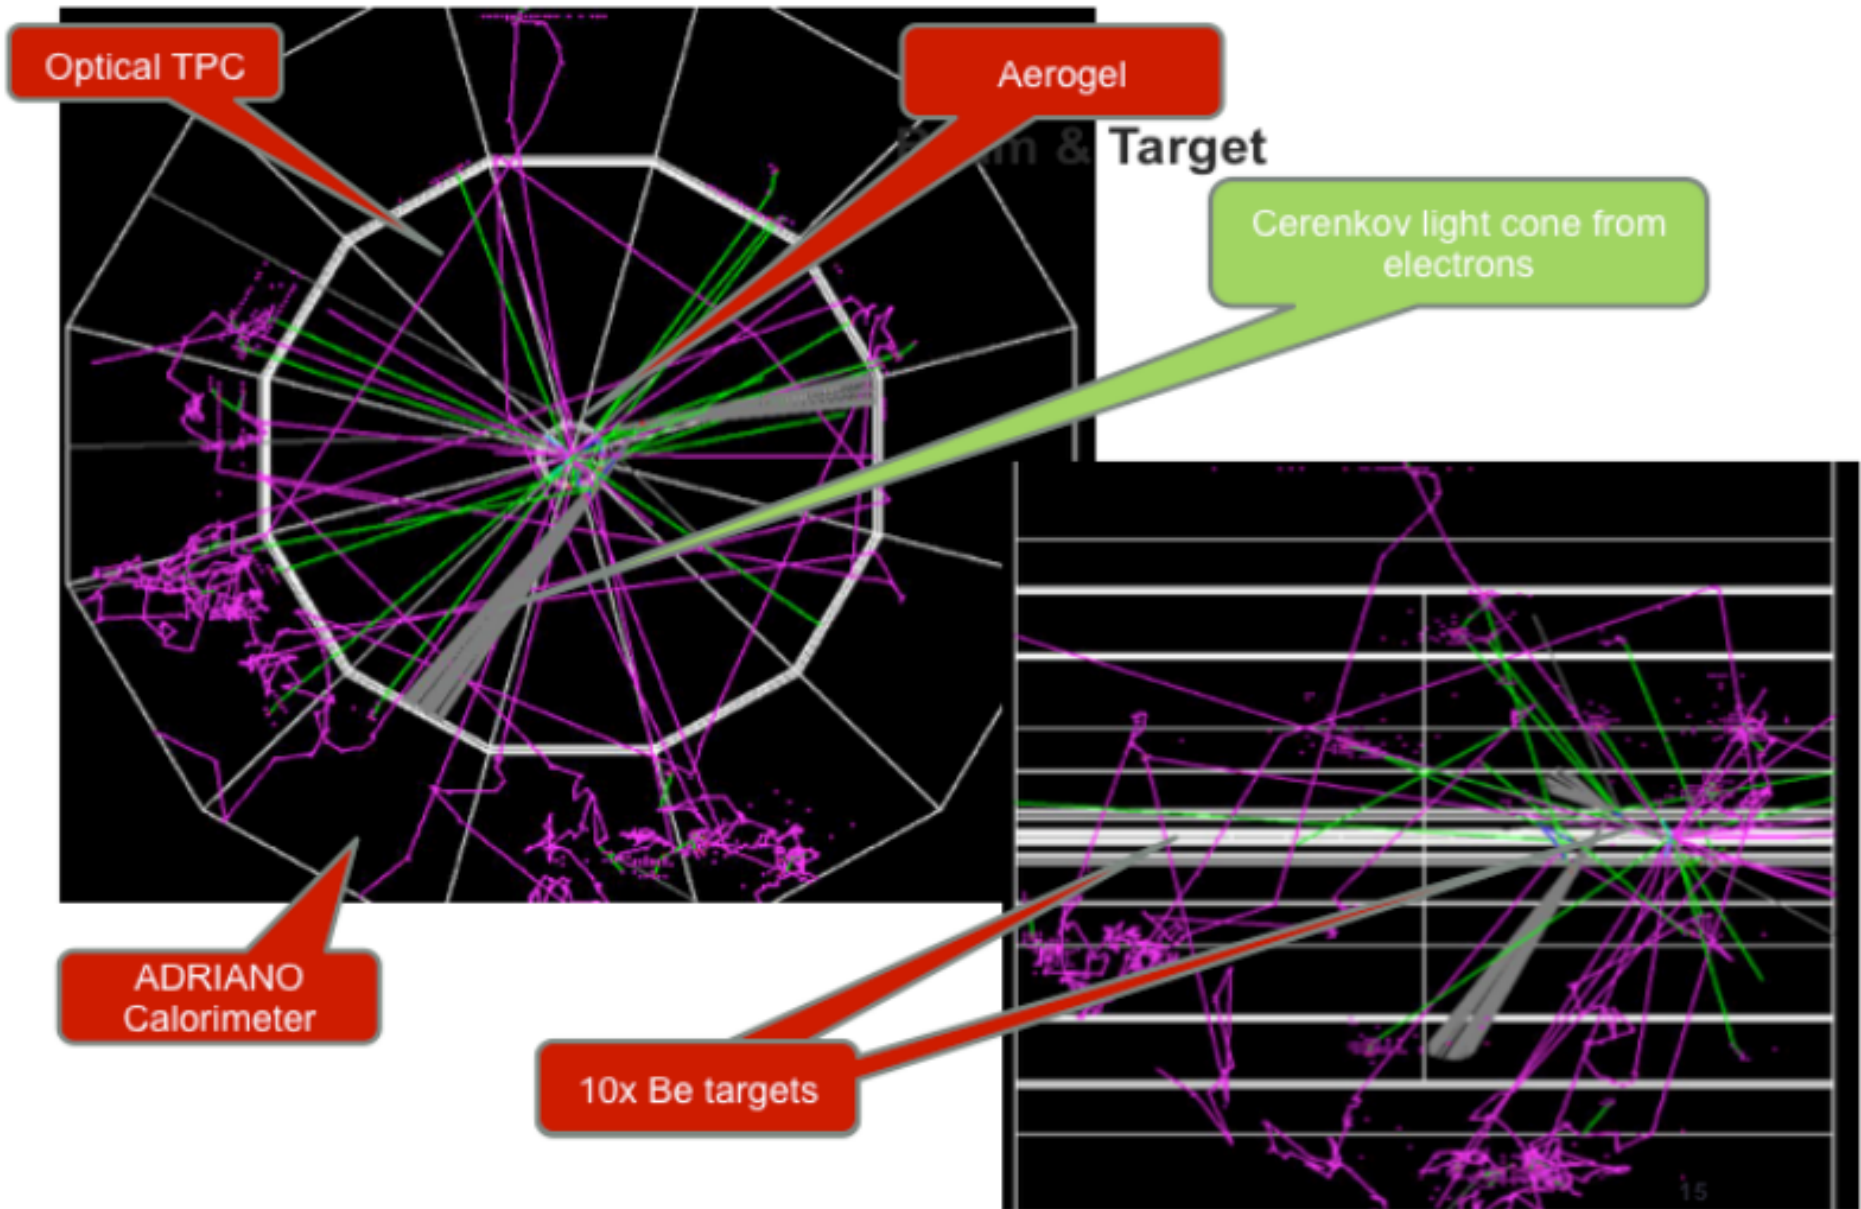 Optical TPC
Aerogel
& Target
Cerenkov light cone from
electrons
ADRIANO
Calorimeter
10x Be targets
15